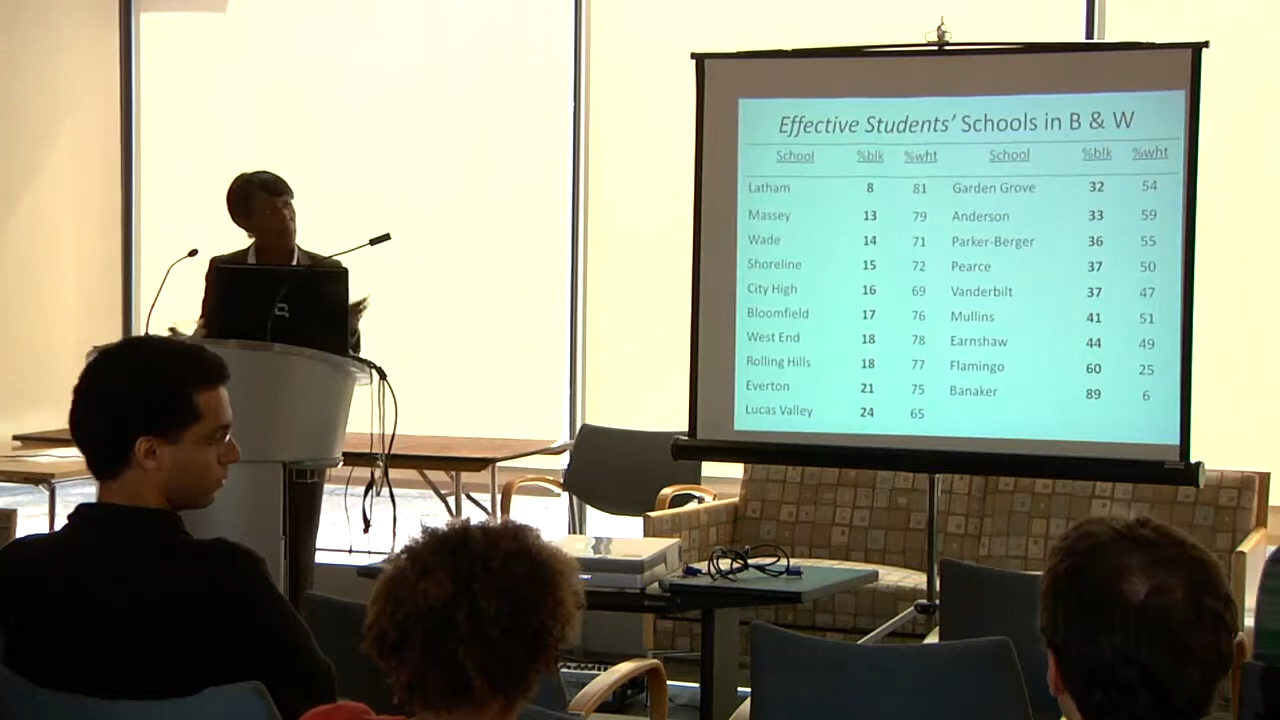 Effective Students' Schools in B & W
School %blk %wht School %blk %wht
Latham 8 81 Garden Grove 32 54
Massey 13 79 Anderson 33 59
Wade 14 71 Parker-Berger 36 55
Shoreline 15 72 Pearce 37 50
City High 16 69 Vanderbilt 37 47
Bloomfield 17 76 Mullins 41 51
West End 18 78 Earnshaw 44 49
Rolling Hills 18 77 Flamingo 60 25
Everton 21 75 Banaker 89 6
Lucas Valley 24 65